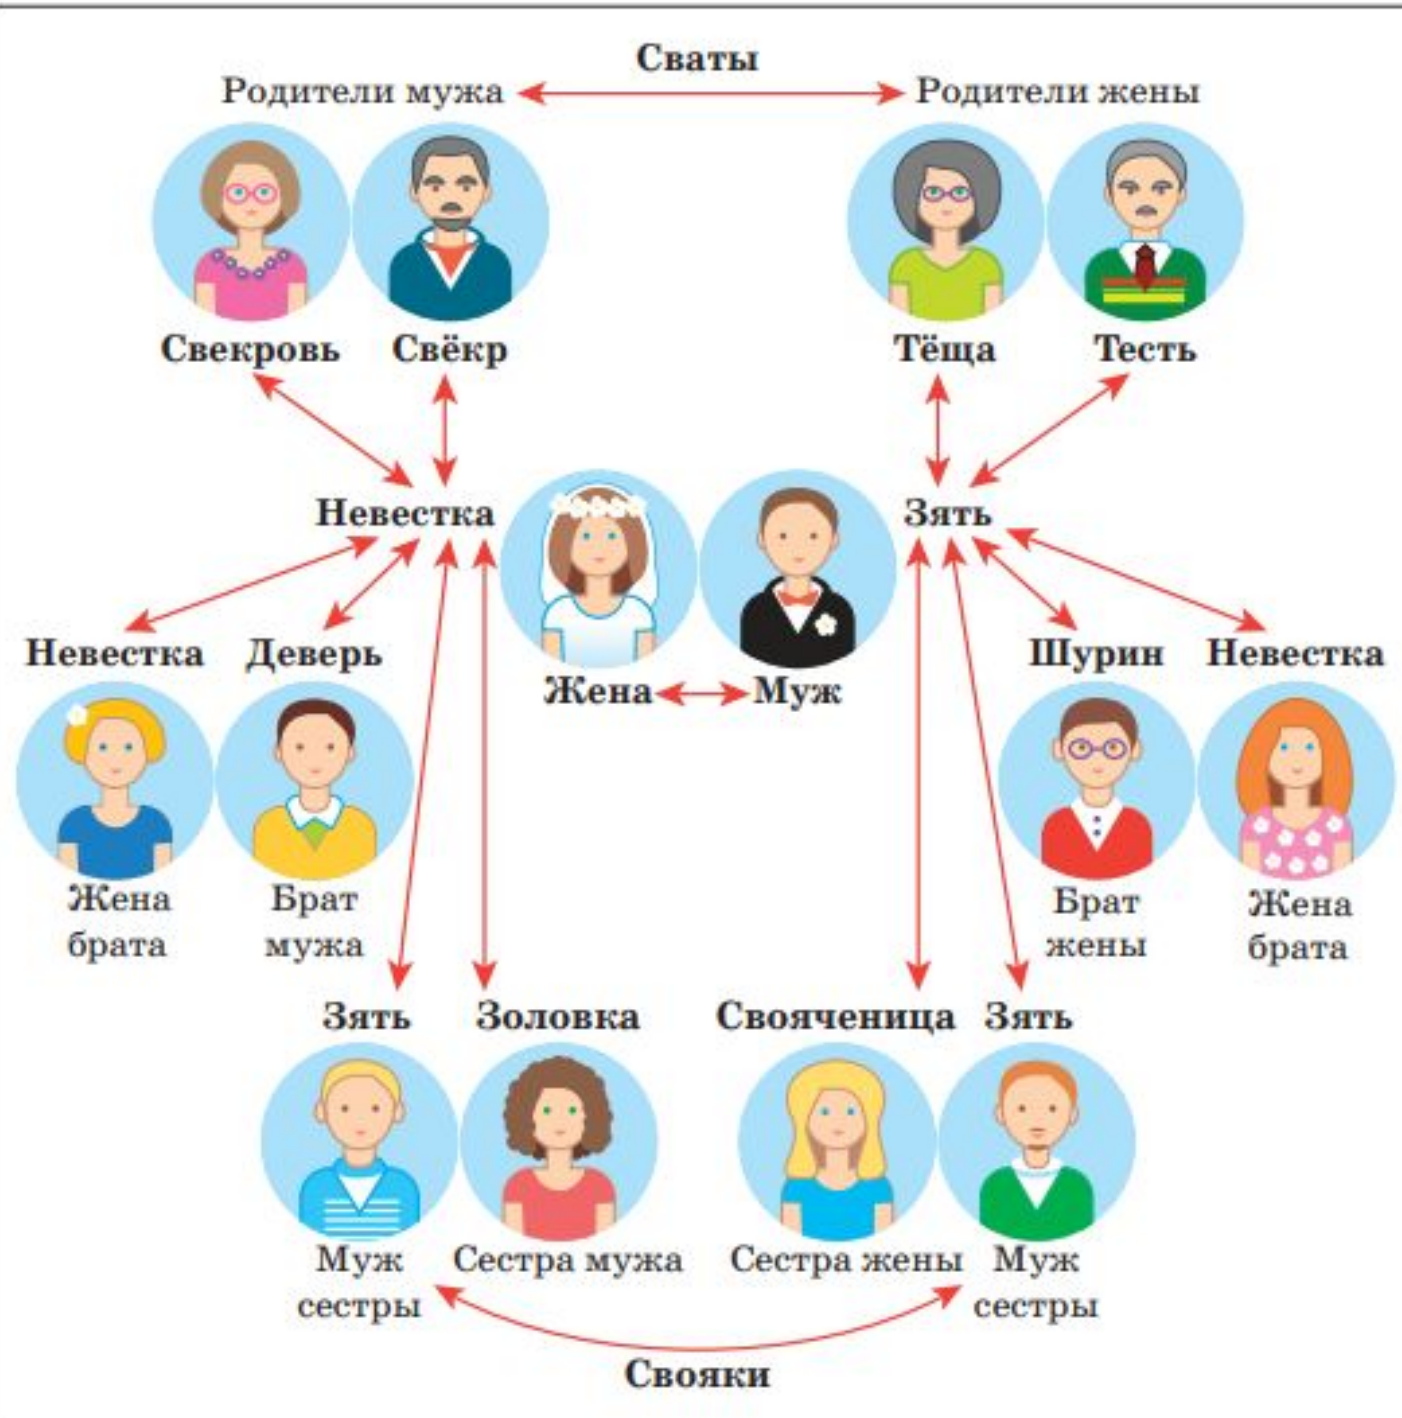 Сваты
Родители мужа
Родители жены
Свекровь
Свёкр
Тёща
Тесть
Невестка
Зять
Жена
Муж
Невестка
Деверь
Шурин
Невестка
Жена
брата
Брат
мужа
Брат
жены
Жена
брата
Зять
Золовка
Свояченица
Зять
Муж
сестры
Сестра мужа
Сестра жены
Муж
сестры
Свояки